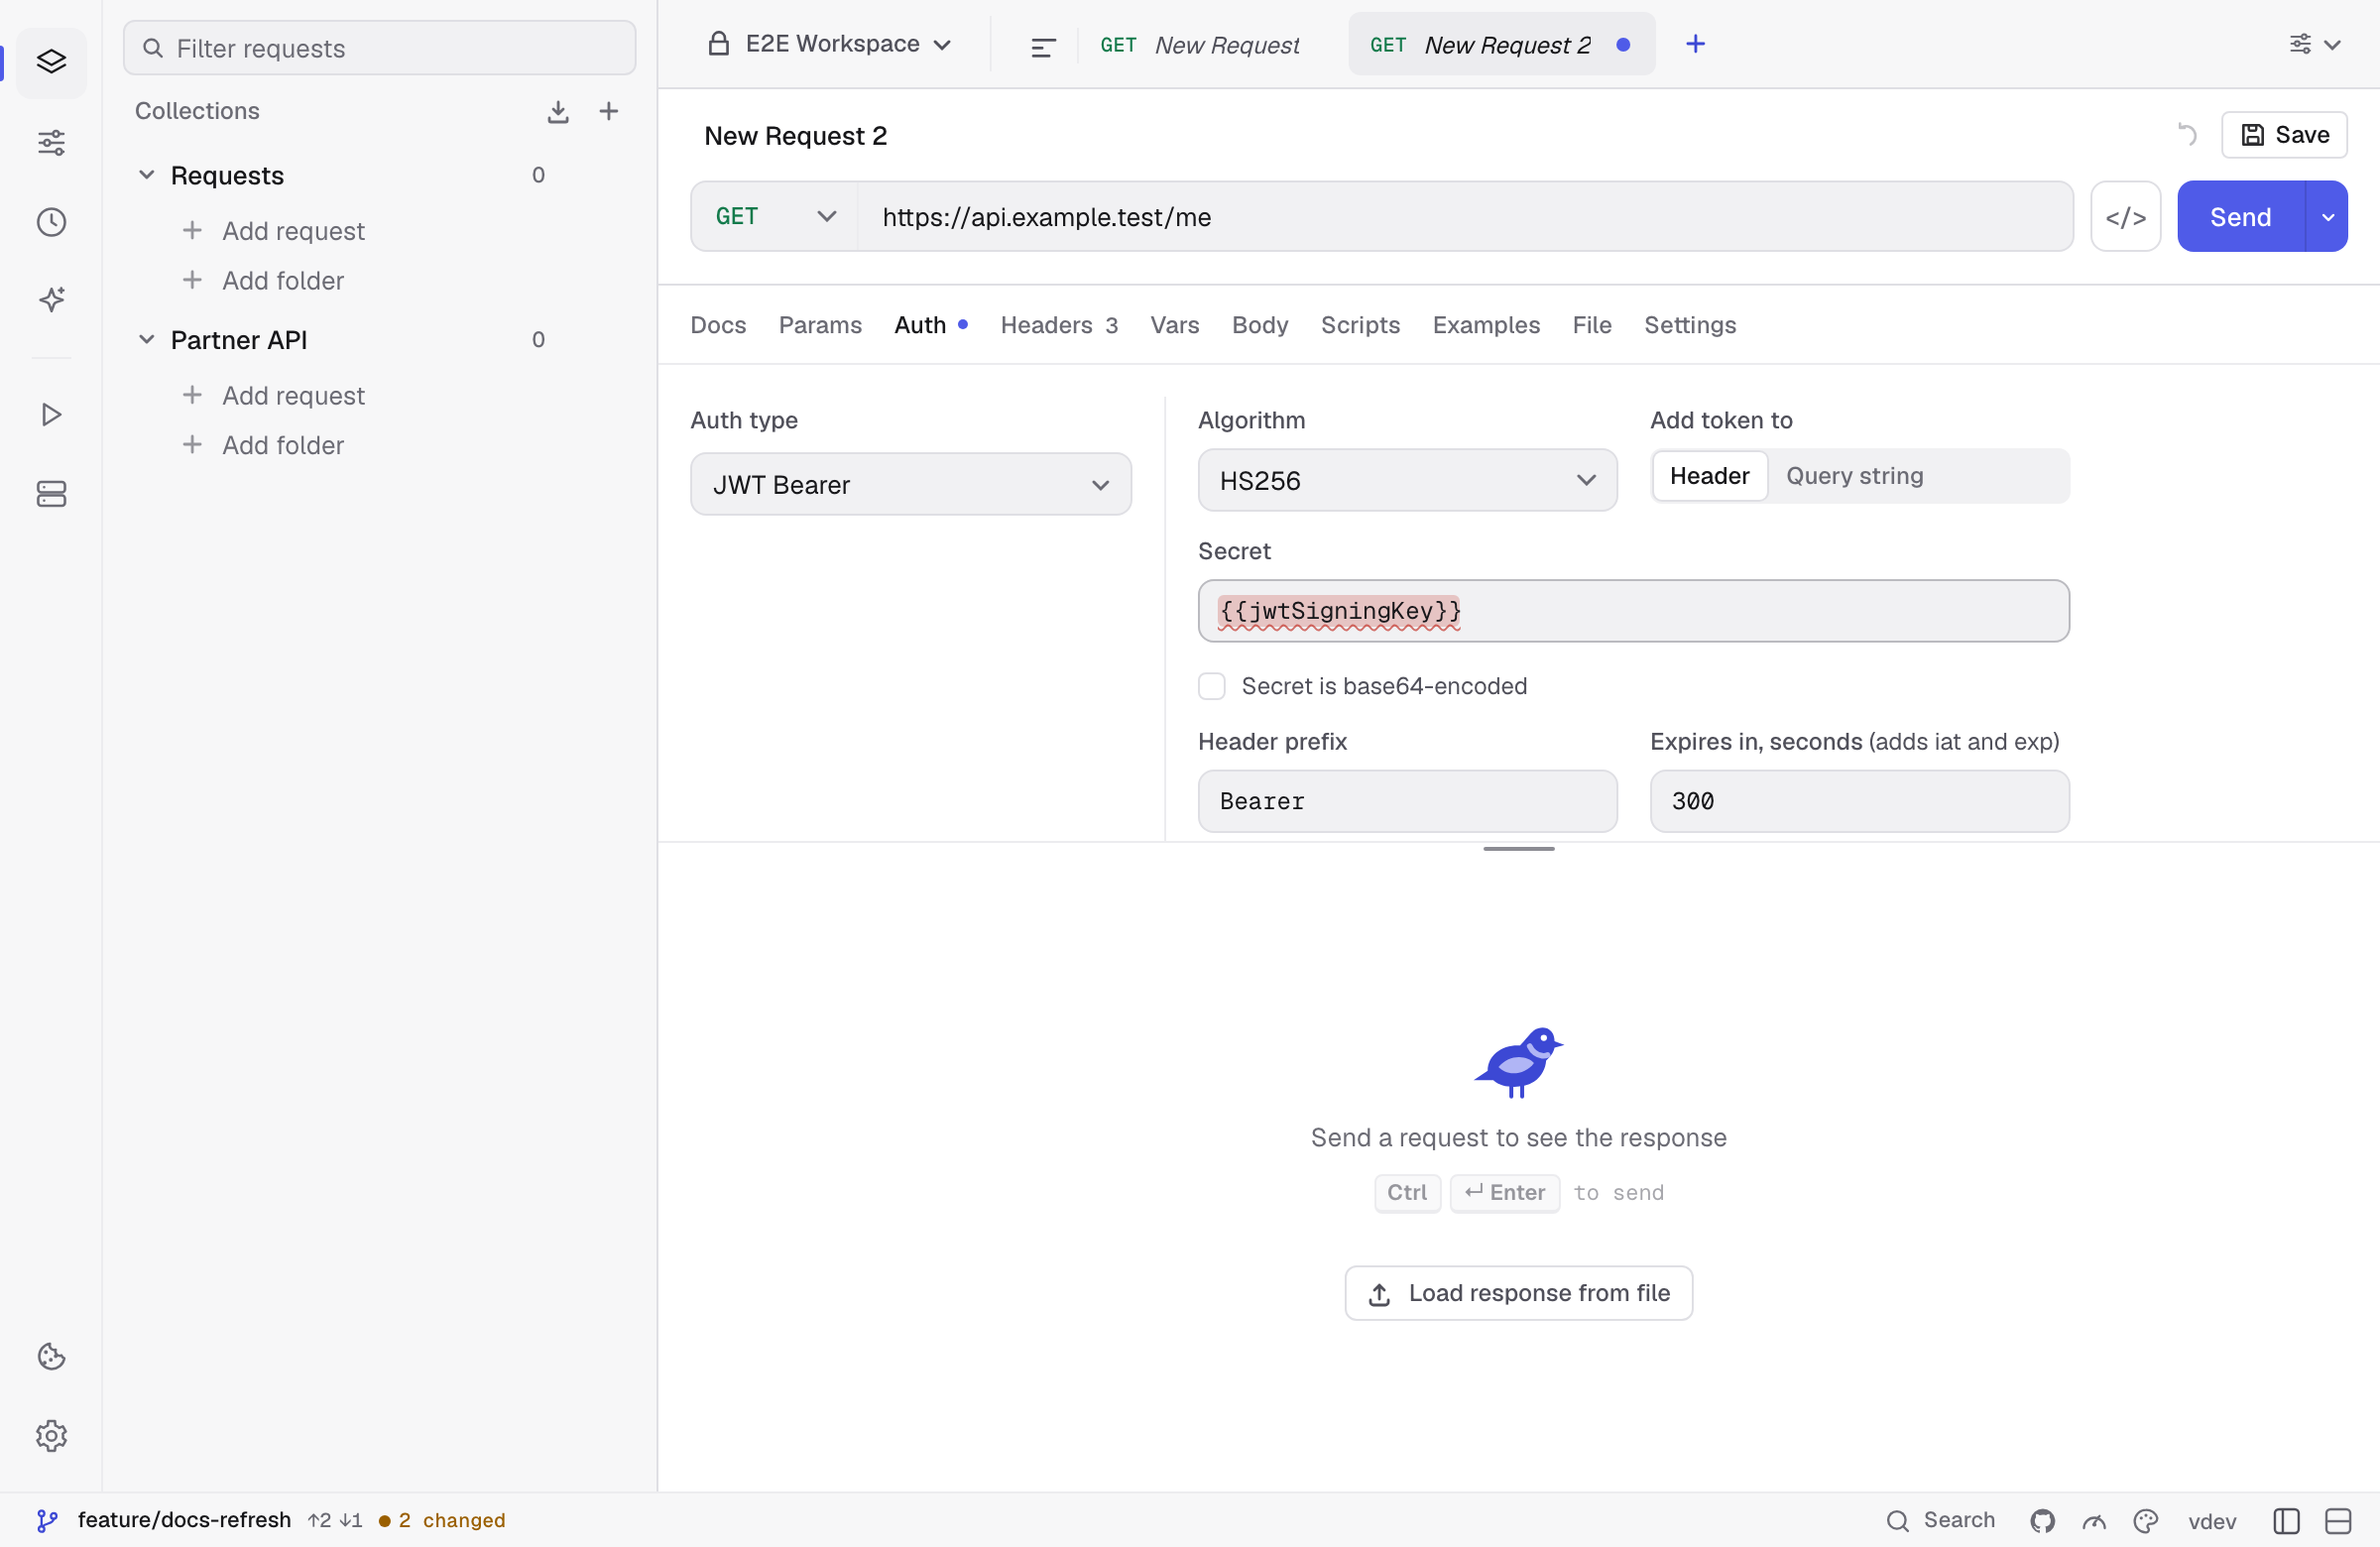 Filter requests
Collections
Requests 0
Add request
Add folder
Partner API 0
Add request
Add folder
E2E Workspace
GET New Request
GET New Request 2
New Request 2
Save
GET https://api.example.test/me
</>
Send
Docs Params Auth Headers 3 Vars Body Scripts Examples File Settings
Auth type
JWT Bearer
Algorithm
HS256
Add token to
Header Query string
Secret
{{jwtSigningKey}}
Secret is base64-encoded
Header prefix
Bearer
Expires in, seconds (adds iat and exp)
300
Send a request to see the response
Ctrl ↵ Enter to send
Load response from file
feature/docs-refresh ↑2 ↓1 2 changed
Search
vdev